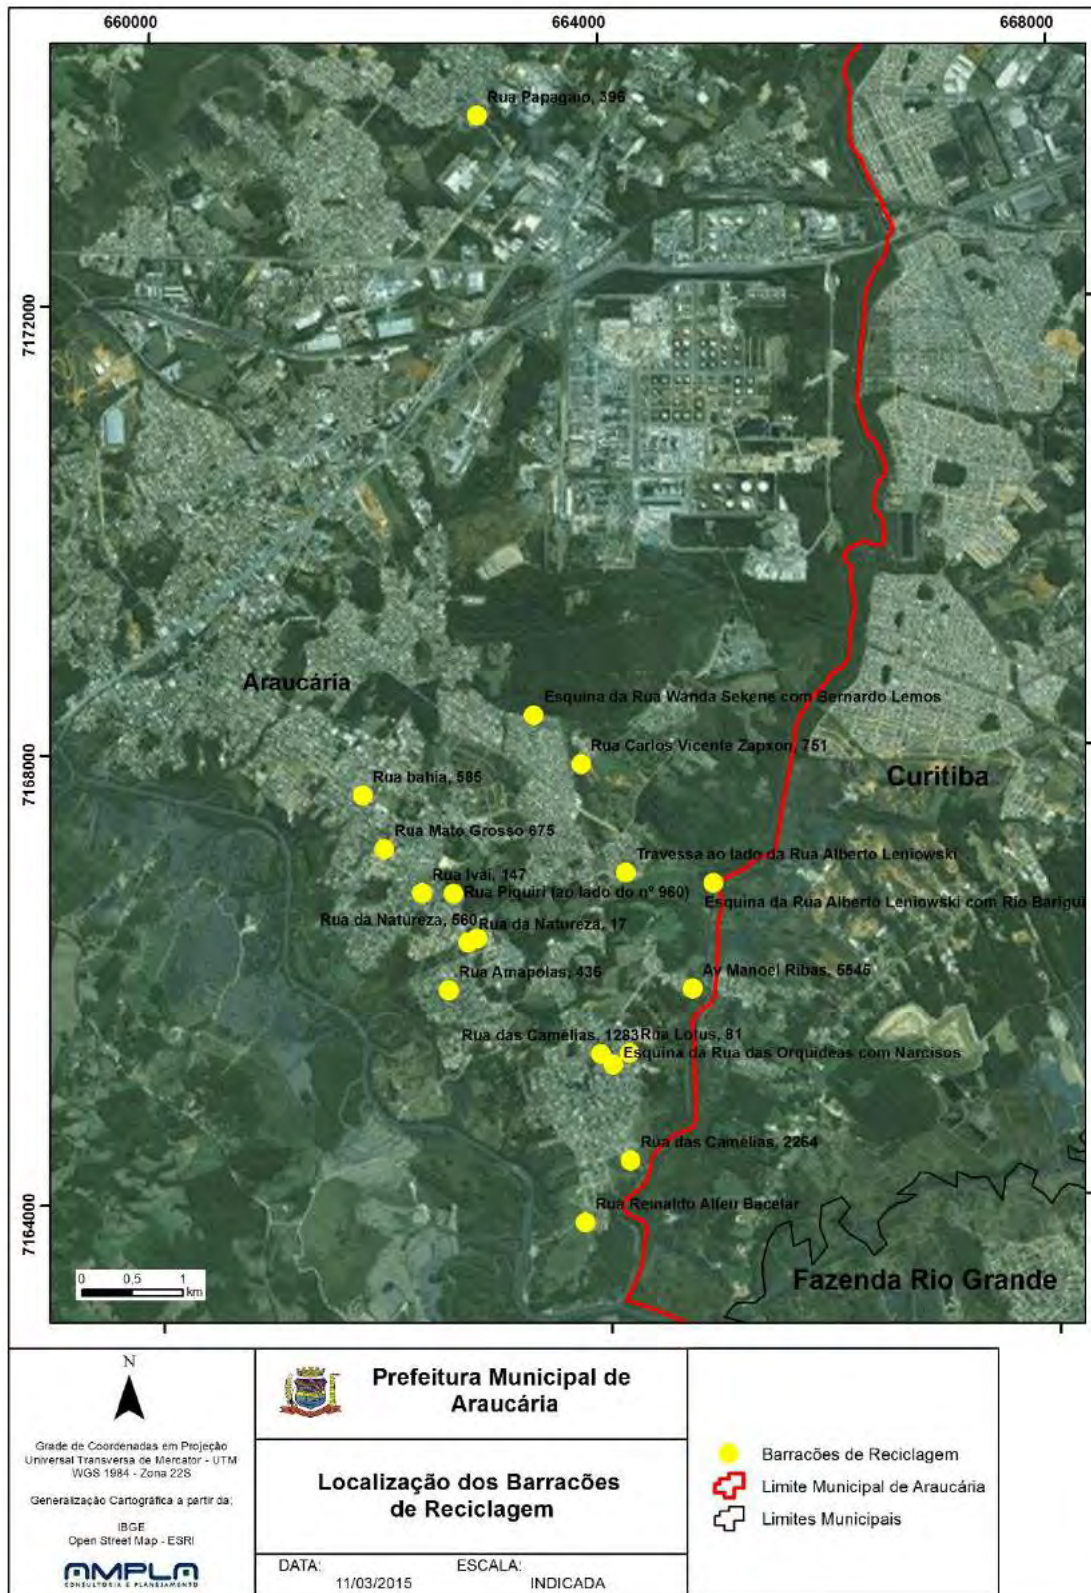 660000
664000
668000
Rua Papagaio, 396
7172000
Araucária
Esquina da Rua Wanda Sekene com Bernardo Lemos
Rua Carlos Vicente Zapxon, 751
7168000
Curitiba
Rua bahia, 585
Rua Mato Grosso 675
Travessa ao lado da Rua Alberto Leniowski
Rua Ivaí, 147
Rua Piquiri (ao lado do nº 960)
Esquina da Rua Alberto Leniowski com Rio Barigui
Rua da Natureza, 560
Rua da Natureza, 17
Rua Amapolas, 436
Av Manoel Ribas, 5545
Rua das Camélias, 1283
Rua Lotus, 81
Esquina da Rua das Orquideas com Narcisos
Rua das Camélias, 2264
Rua Reinaldo Alfeu Bacelar
7164000
Fazenda Rio Grande
0 0,5 1
km
N
Grade de Coordenadas em Projeção
Universal Transversa de Mercator - UTM
WGS 1984 - Zona 22S
Generalização Cartográfica a partir da:
IBGE
Open Street Map - ESRI
AMPLA
CONSULTORIA E PLANEJAMENTO
Prefeitura Municipal de
Araucária
Localização dos Barracões
de Reciclagem
DATA:
11/03/2015
ESCALA:
INDICADA
Barracões de Reciclagem
Limite Municipal de Araucária
Limites Municipais